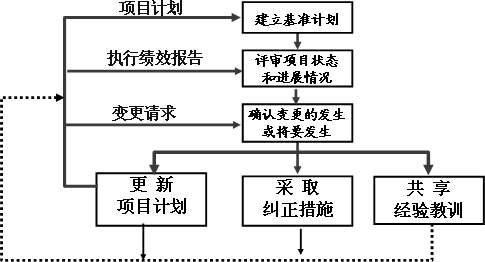 项目计划
建立基准计划
执行绩效报告
评审项目状态
和进展情况
变更请求
确认变更的发生
或将要发生
更 新
项目计划
采 取
纠正措施
共 享
经验教训